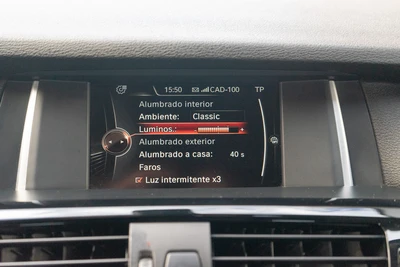 15:50 CAD-100 TP
Alumbrado interior
Ambiente: Classic
Luminos.:
Alumbrado exterior
Alumbrado a casa: 40 s
Faros
Luz intermitente x3